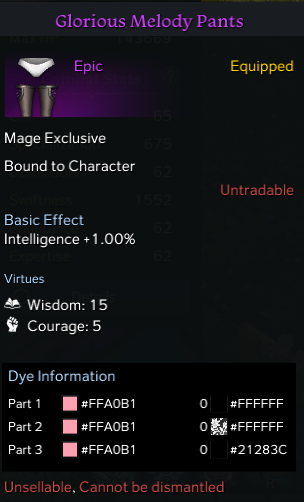 Glorious Melody Pants
Epic
Equipped
Mage Exclusive
Bound to Character
Untradable
Basic Effect
Intelligence +1.00%
Virtues
Wisdom: 15
Courage: 5
Dye Information
Part 1 #FFA0B1 0 #FFFFFF
Part 2 #FFA0B1 0 #FFFFFF
Part 3 #FFA0B1 0 #21283C
Unsellable, Cannot be dismantled